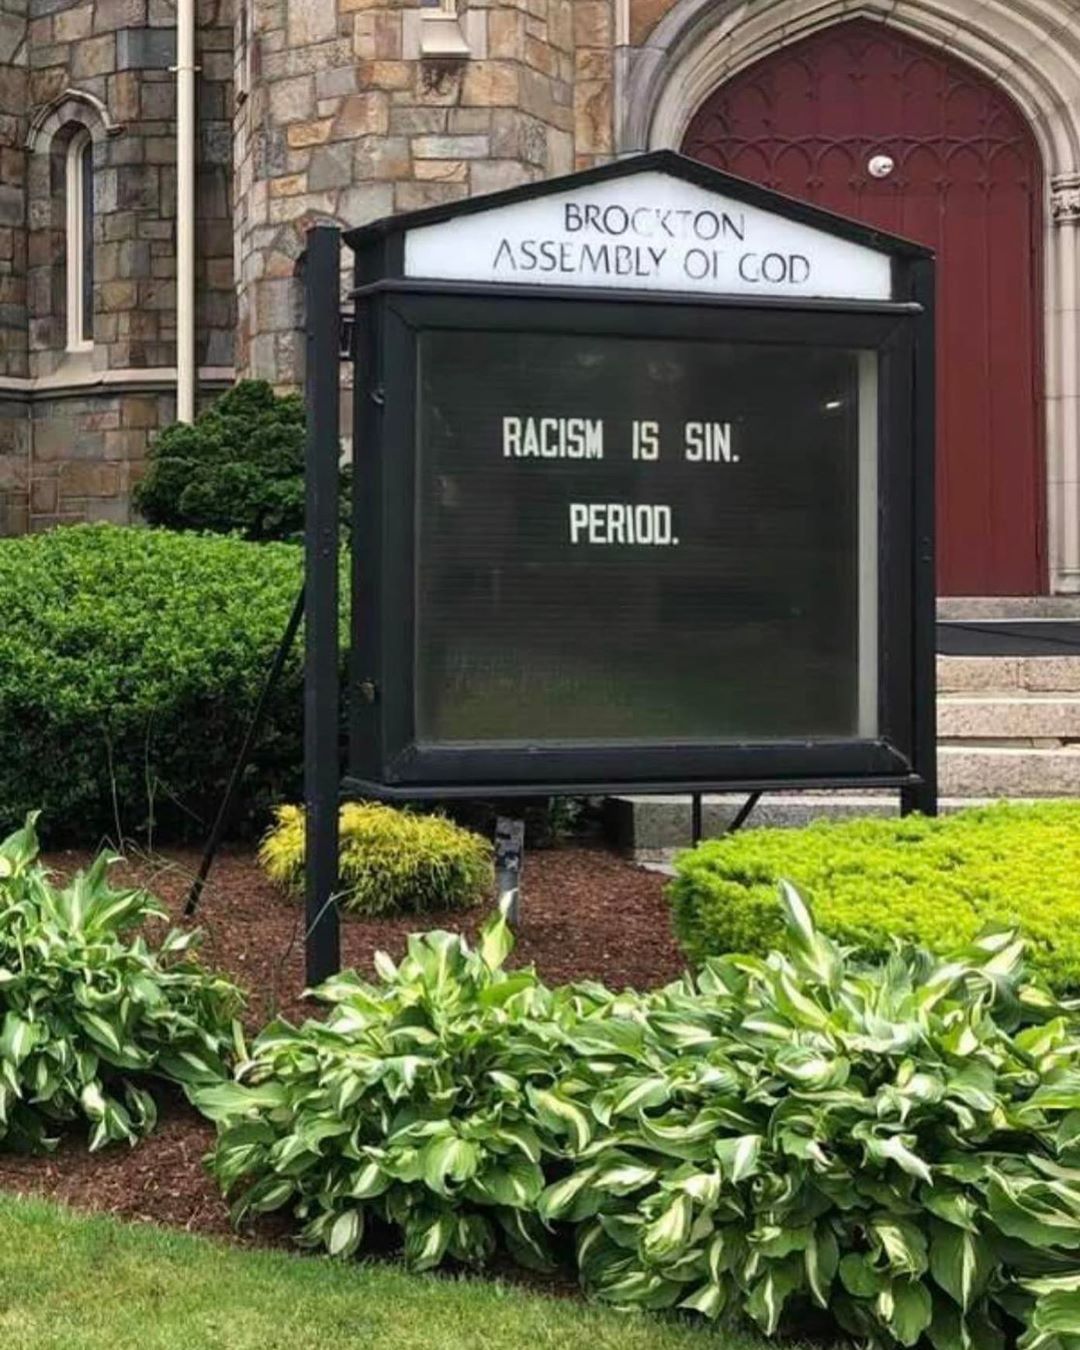 BROCKTON
ASSEMBLY OF GOD
RACISM IS SIN.
PERIOD.